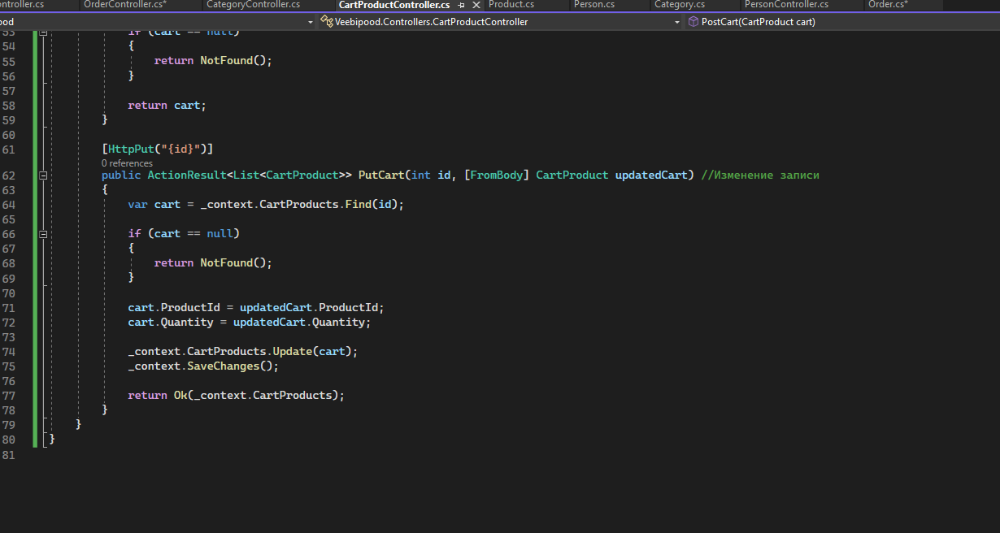 ontroller.cs OrderController.cs* CategoryController.cs CartProductController.cs Product.cs Person.cs Category.cs PersonController.cs Order.cs*
ood Veebipood.Controllers.CartProductController PostCart(CartProduct cart)
53 if (cart == null)
54 {
55 return NotFound();
56 }
57
58 return cart;
59 }
60
61 [HttpPut("{id}")]
0 references
62 public ActionResult<List<CartProduct>> PutCart(int id, [FromBody] CartProduct updatedCart) //Изменение записи
63 {
64 var cart = _context.CartProducts.Find(id);
65
66 if (cart == null)
67 {
68 return NotFound();
69 }
70
71 cart.ProductId = updatedCart.ProductId;
72 cart.Quantity = updatedCart.Quantity;
73
74 _context.CartProducts.Update(cart);
75 _context.SaveChanges();
76
77 return Ok(_context.CartProducts);
78 }
79 }
80 }
81